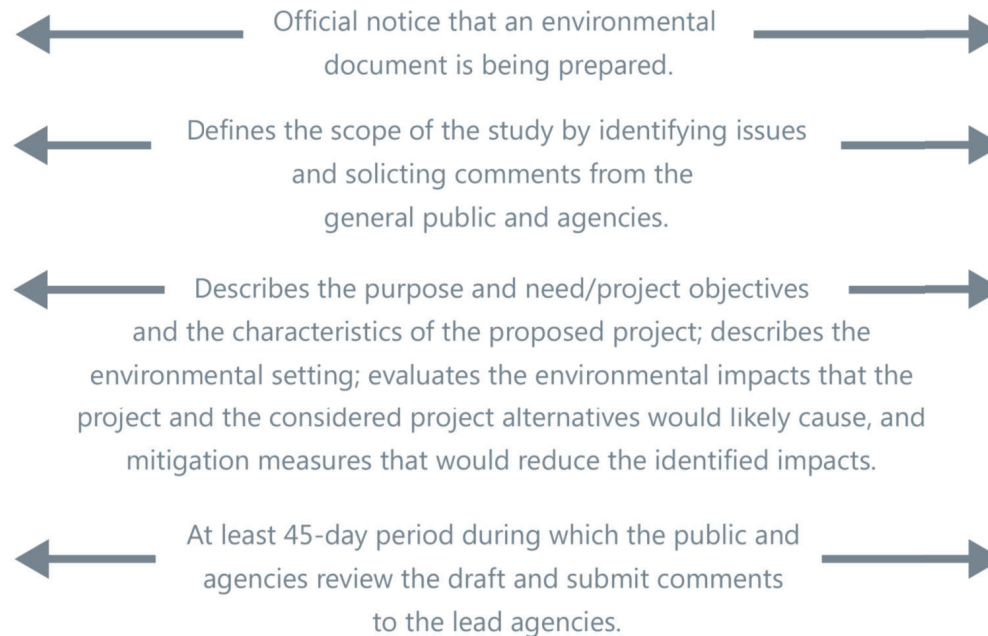 Official notice that an environmental
document is being prepared.
Defines the scope of the study by identifying issues
and solicting comments from the
general public and agencies.
Describes the purpose and need/project objectives
and the characteristics of the proposed project; describes the
environmental setting; evaluates the environmental impacts that the
project and the considered project alternatives would likely cause, and
mitigation measures that would reduce the identified impacts.
At least 45-day period during which the public and
agencies review the draft and submit comments
to the lead agencies.